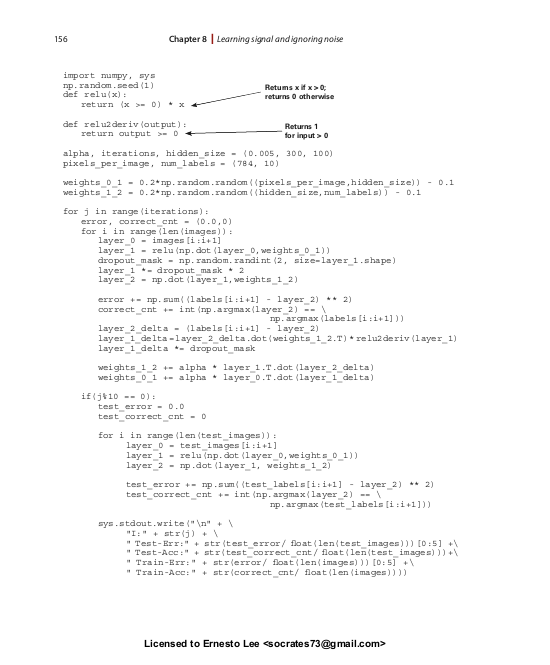 156
Chapter 8 | Learning signal and ignoring noise
import numpy, sys
np.random.seed(1)
def relu(x):
return (x >= 0) * x
Returns x if x > 0;
returns 0 otherwise
def relu2deriv(output):
return output >= 0
Returns 1
for input > 0
alpha, iterations, hidden_size = (0.005, 300, 100)
pixels_per_image, num_labels = (784, 10)
weights_0_1 = 0.2*np.random.random((pixels_per_image,hidden_size)) - 0.1
weights_1_2 = 0.2*np.random.random((hidden_size,num_labels)) - 0.1
for j in range(iterations):
error, correct_cnt = (0.0,0)
for i in range(len(images)):
layer_0 = images[i:i+1]
layer_1 = relu(np.dot(layer_0,weights_0_1))
dropout_mask = np.random.randint(2, size=layer_1.shape)
layer_1 *= dropout_mask * 2
layer_2 = np.dot(layer_1,weights_1_2)
error += np.sum((labels[i:i+1] - layer_2) ** 2)
correct_cnt += int(np.argmax(layer_2) == \
np.argmax(labels[i:i+1]))
layer_2_delta = (labels[i:i+1] - layer_2)
layer_1_delta=layer_2_delta.dot(weights_1_2.T)*relu2deriv(layer_1)
layer_1_delta *= dropout_mask
weights_1_2 += alpha * layer_1.T.dot(layer_2_delta)
weights_0_1 += alpha * layer_0.T.dot(layer_1_delta)
if(j%10 == 0):
test_error = 0.0
test_correct_cnt = 0
for i in range(len(test_images)):
layer_0 = test_images[i:i+1]
layer_1 = relu(np.dot(layer_0,weights_0_1))
layer_2 = np.dot(layer_1, weights_1_2)
test_error += np.sum((test_labels[i:i+1] - layer_2) ** 2)
test_correct_cnt += int(np.argmax(layer_2) == \
np.argmax(test_labels[i:i+1]))
sys.stdout.write("\n" + \
"I:" + str(j) + \
" Test-Err:" + str(test_error/ float(len(test_images)))[0:5] +\
" Test-Acc:" + str(test_correct_cnt/ float(len(test_images)))+\
" Train-Err:" + str(error/ float(len(images)))[0:5] +\
" Train-Acc:" + str(correct_cnt/ float(len(images))))
Licensed to Ernesto Lee <socrates73@gmail.com>